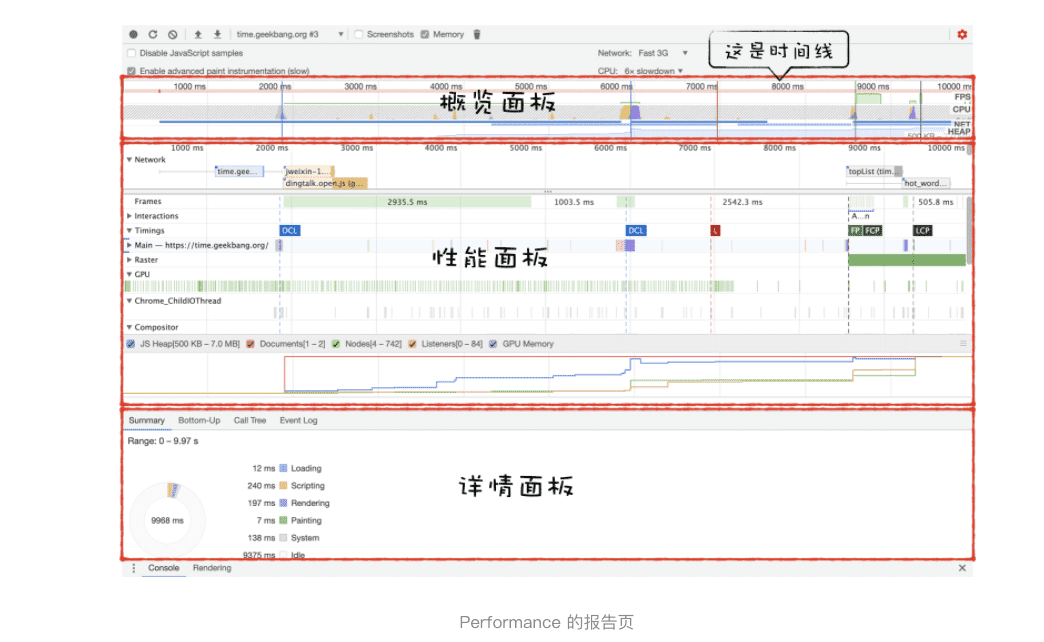 time.geekbang.org #3 Screenshots Memory
Disable JavaScript samples Network: Fast 3G
Enable advanced paint instrumentation (slow) CPU: 6× slowdown
这是时间线
1000 ms 2000 ms 3000 ms 4000 ms 5000 ms 6000 ms 7000 ms 8000 ms 9000 ms 10000 ms
FPS
概览面板
CPU
NET
HEAP
500 KB –
1000 ms 2000 ms 3000 ms 4000 ms 5000 ms 6000 ms 7000 ms 8000 ms 9000 ms 10000 ms
Network
time.gee... jweixin-1.... topList (tim...
dingtalk.open.js (g... hot_word...
Frames 2935.5 ms 1003.5 ms 2542.3 ms 505.8 ms
Interactions A...n
Timings DCL DCL L FP FCP LCP
Main — https://time.geekbang.org/
性能面板
Raster
GPU
Chrome_ChildIOThread
Compositor
JS Heap[500 KB – 7.0 MB] Documents[1 – 2] Nodes[4 – 742] Listeners[0 – 84] GPU Memory
Summary Bottom-Up Call Tree Event Log
Range: 0 – 9.97 s
12 ms Loading
240 ms Scripting
详情面板
197 ms Rendering
9968 ms
7 ms Painting
138 ms System
9375 ms Idle
Console Rendering
Performance 的报告页